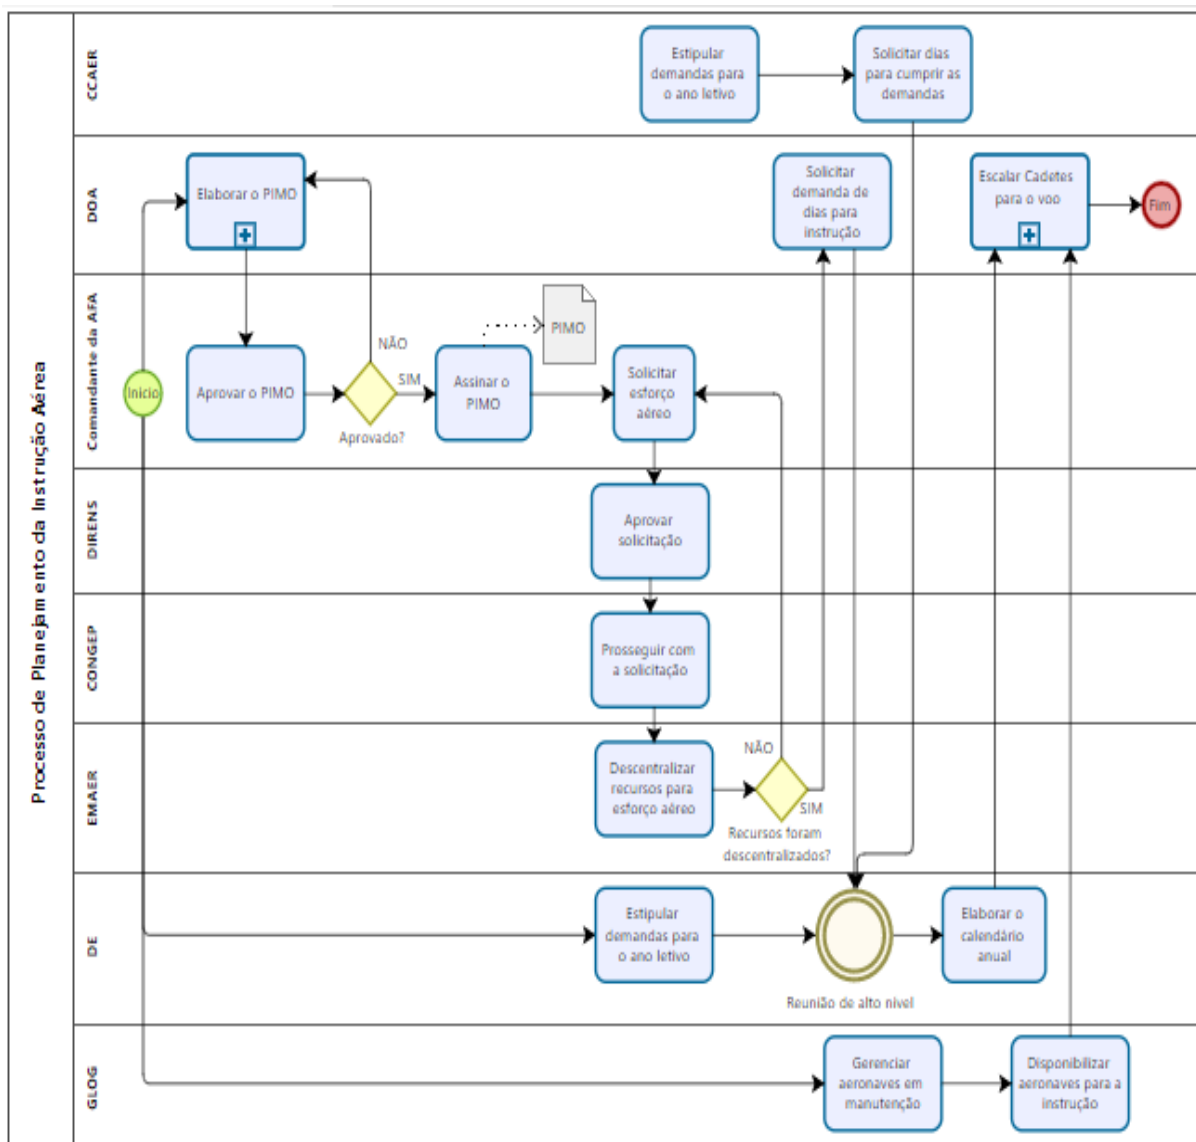 Processo de Planejamento da Instrução Aérea
CCAER
Estipular
demandas para
o ano letivo
Solicitar dias
para cumprir as
demandas
DOA
Elaborar o PIMO
Solicitar
demanda de
dias para
instrução
Escalar Cadetes
para o voo
Fim
Comandante da AFA
Início
Aprovar o PIMO
NÃO
SIM
Aprovado?
Assinar o
PIMO
PIMO
Solicitar
esforço
aéreo
DIRENS
Aprovar
solicitação
CONGEP
Prosseguir com
a solicitação
EMAER
Descentralizar
recursos para
esforço aéreo
NÃO
SIM
Recursos foram
descentralizados?
DE
Estipular
demandas para
o ano letivo
Reunião de alto nível
Elaborar o
calendário
anual
GLOG
Gerenciar
aeronaves em
manutenção
Disponibilizar
aeronaves para a
instrução